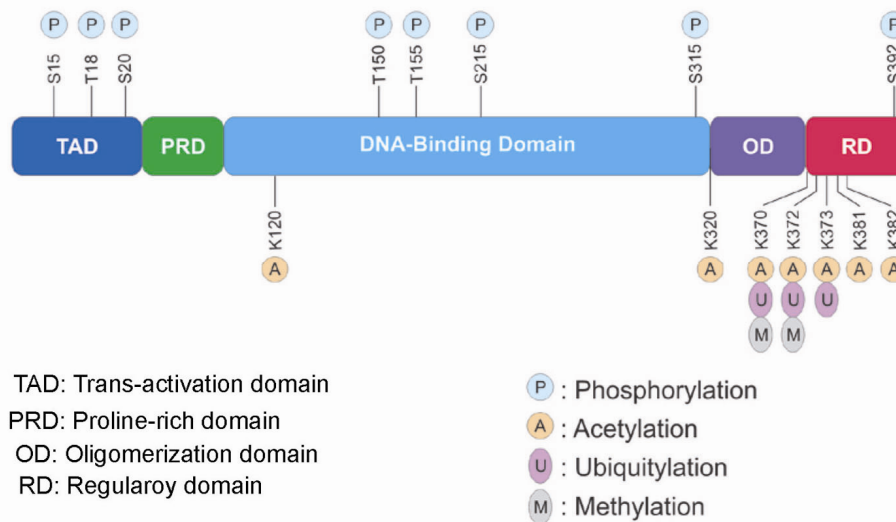 P P P P P P P P
S15 T18 S20 T150 T155 S215 S315 S392
TAD PRD DNA-Binding Domain OD RD
K120 K320 K370 K372 K373 K381 K382
A A A A A A A
U U U
M M
TAD: Trans-activation domain
PRD: Proline-rich domain
OD: Oligomerization domain
RD: Regularoy domain
P : Phosphorylation
A : Acetylation
U : Ubiquitylation
M : Methylation